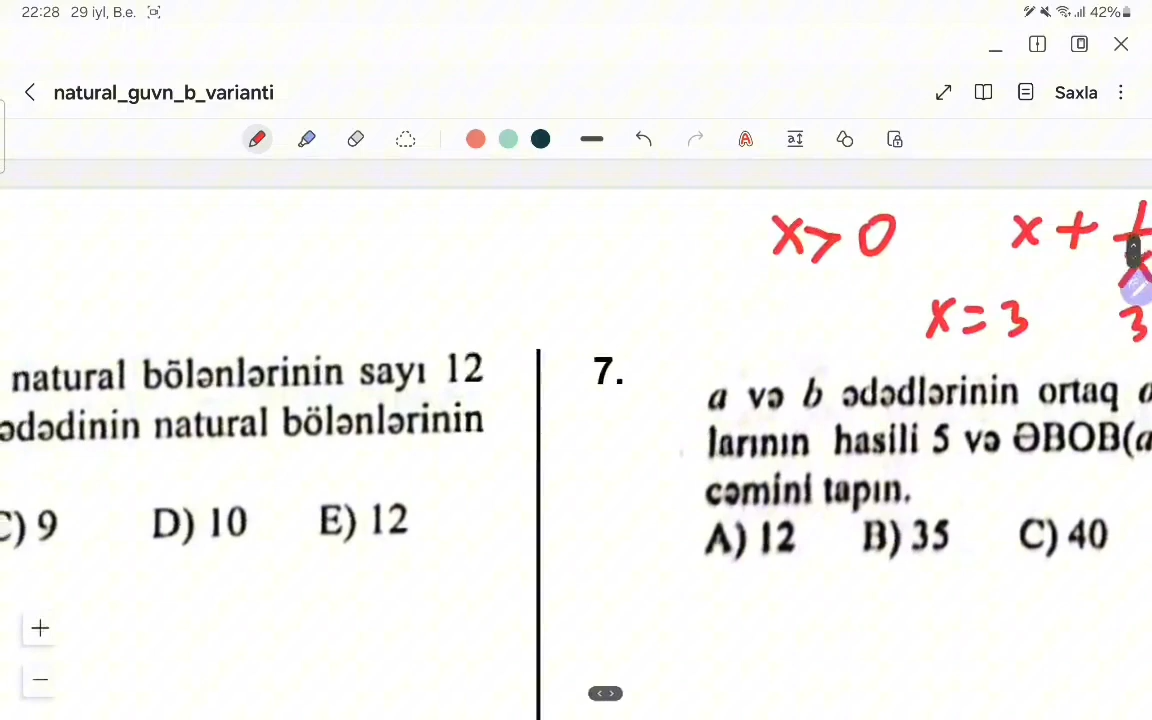 22:28 29 iyl, B.e.
42%
natural_guvn_b_varianti
Saxla
x > 0 x + 1
x = 3 3
natural bölənlərinin sayı 12
ədədinin natural bölənlərinin
C) 9 D) 10 E) 12
7.
a və b ədədlərinin ortaq
larının hasili 5 və ƏBOB(a
cəmini tapın.
A) 12 B) 35 C) 40